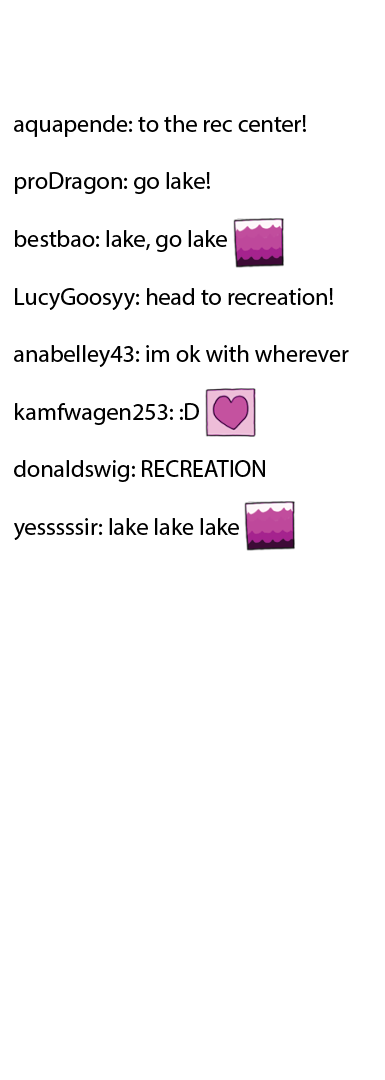 aquapende: to the rec center!
proDragon: go lake!
bestbao: lake, go lake
LucyGoosyy: head to recreation!
anabelley43: im ok with wherever
kamfwagen253: :D
donaldswig: RECREATION
yesssssir: lake lake lake